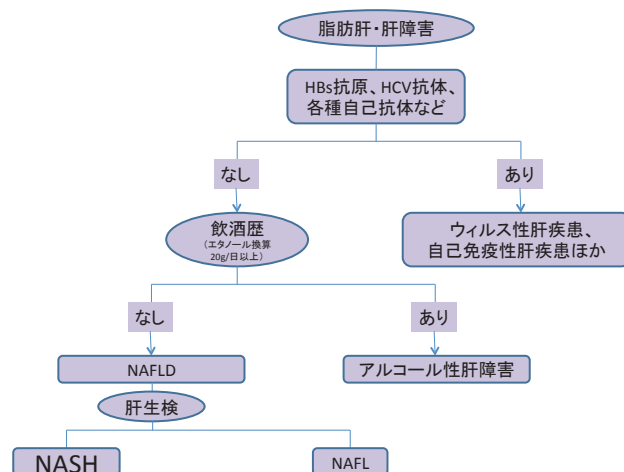 脂肪肝・肝障害
HBs抗原、HCV抗体、
各種自己抗体など
なし
あり
飲酒歴
(エタノール換算
20g/日以上)
ウィルス性肝疾患、
自己免疫性肝疾患ほか
なし
あり
NAFLD
アルコール性肝障害
肝生検
NASH
NAFL